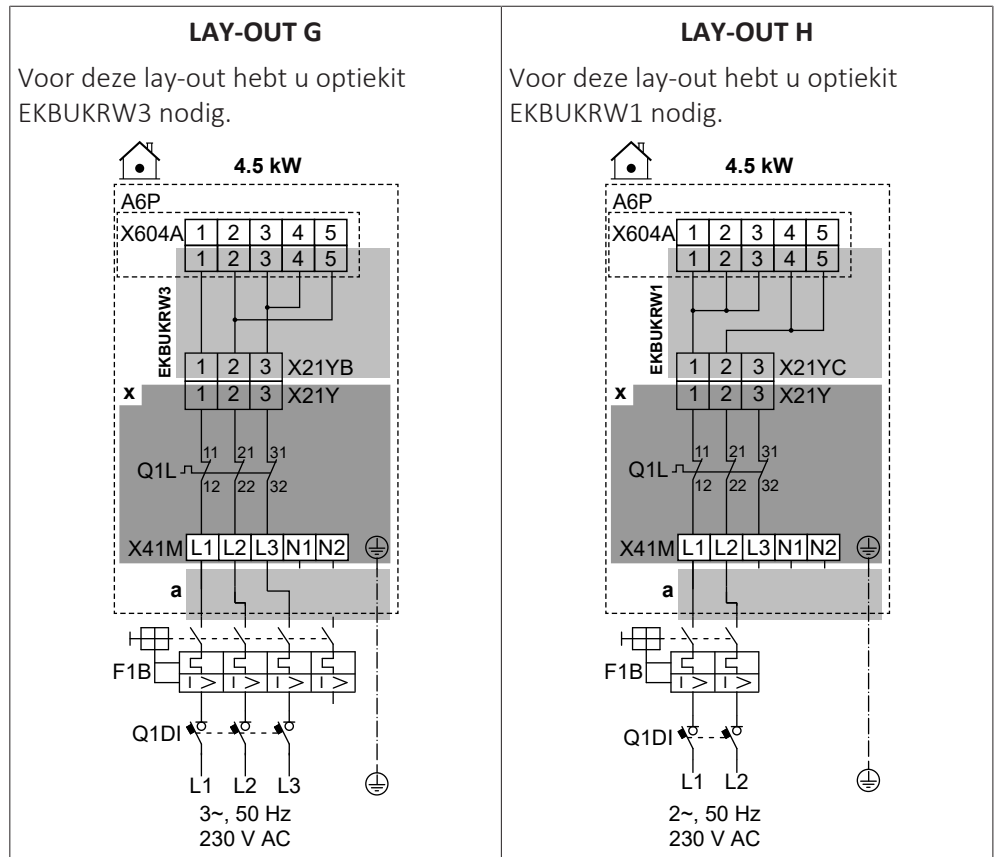 LAY-OUT G
Voor deze lay-out hebt u optiekit
EKBUKRW3 nodig.
4.5 kW
A6P
X604A 1 2 3 4 5
1 2 3 4 5
EKBUKRW3
1 2 3 X21YB
x 1 2 3 X21Y
11 21 31
Q1L
12 22 32
X41M L1 L2 L3 N1 N2
a
F1B
I > I > I > I >
Q1DI
L1 L2 L3
3~, 50 Hz
230 V AC
LAY-OUT H
Voor deze lay-out hebt u optiekit
EKBUKRW1 nodig.
4.5 kW
A6P
X604A 1 2 3 4 5
1 2 3 4 5
EKBUKRW1
1 2 3 X21YC
x 1 2 3 X21Y
11 21 31
Q1L
12 22 32
X41M L1 L2 L3 N1 N2
a
F1B
I > I >
Q1DI
L1 L2
2~, 50 Hz
230 V AC